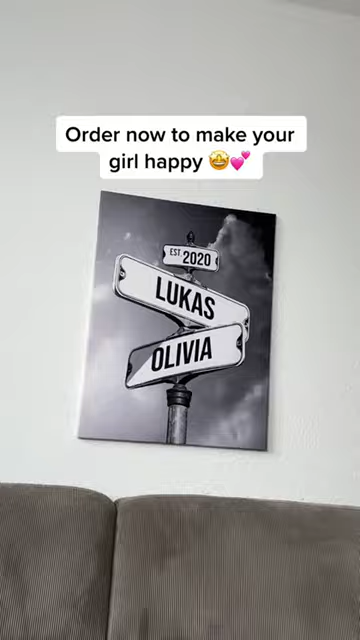 Order now to make your
girl happy 🤩💕
EST. 2020
LUKAS
OLIVIA